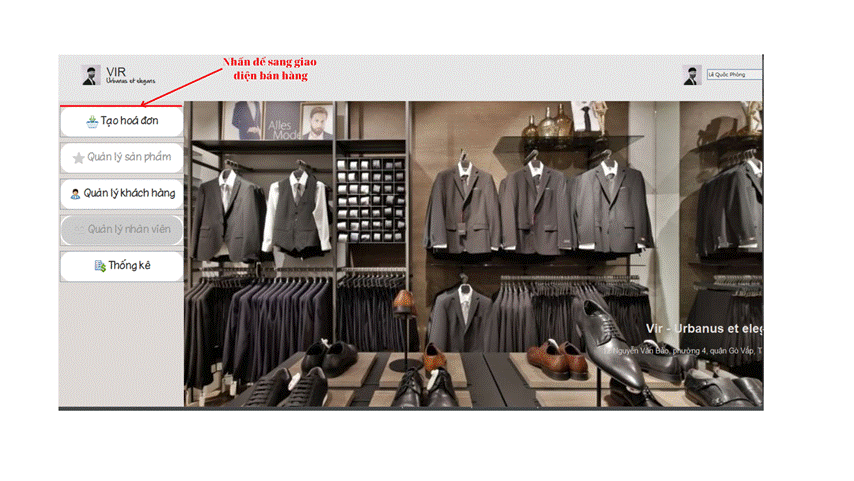 VIR
Urbanus et elegans
Nhấn để sang giao
diện bán hàng
Lê Quốc Phòng
Tạo hoá đơn
Quản lý sản phẩm
Quản lý khách hàng
Quản lý nhân viên
Thống kê
Alles
Mode
Vir - Urbanus et eleg
Nguyễn Văn Bảo, phường 4, quận Gò Vấp, T